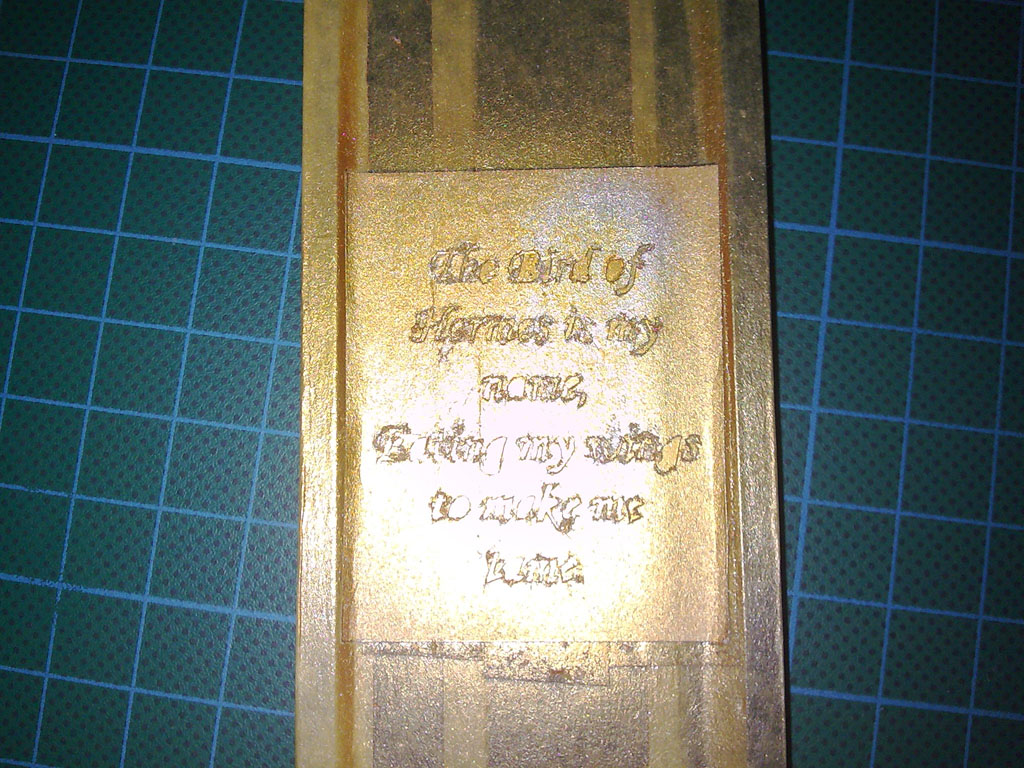 The Bird of
Hermes is my
name,
Eating my wings
to make me
tame.